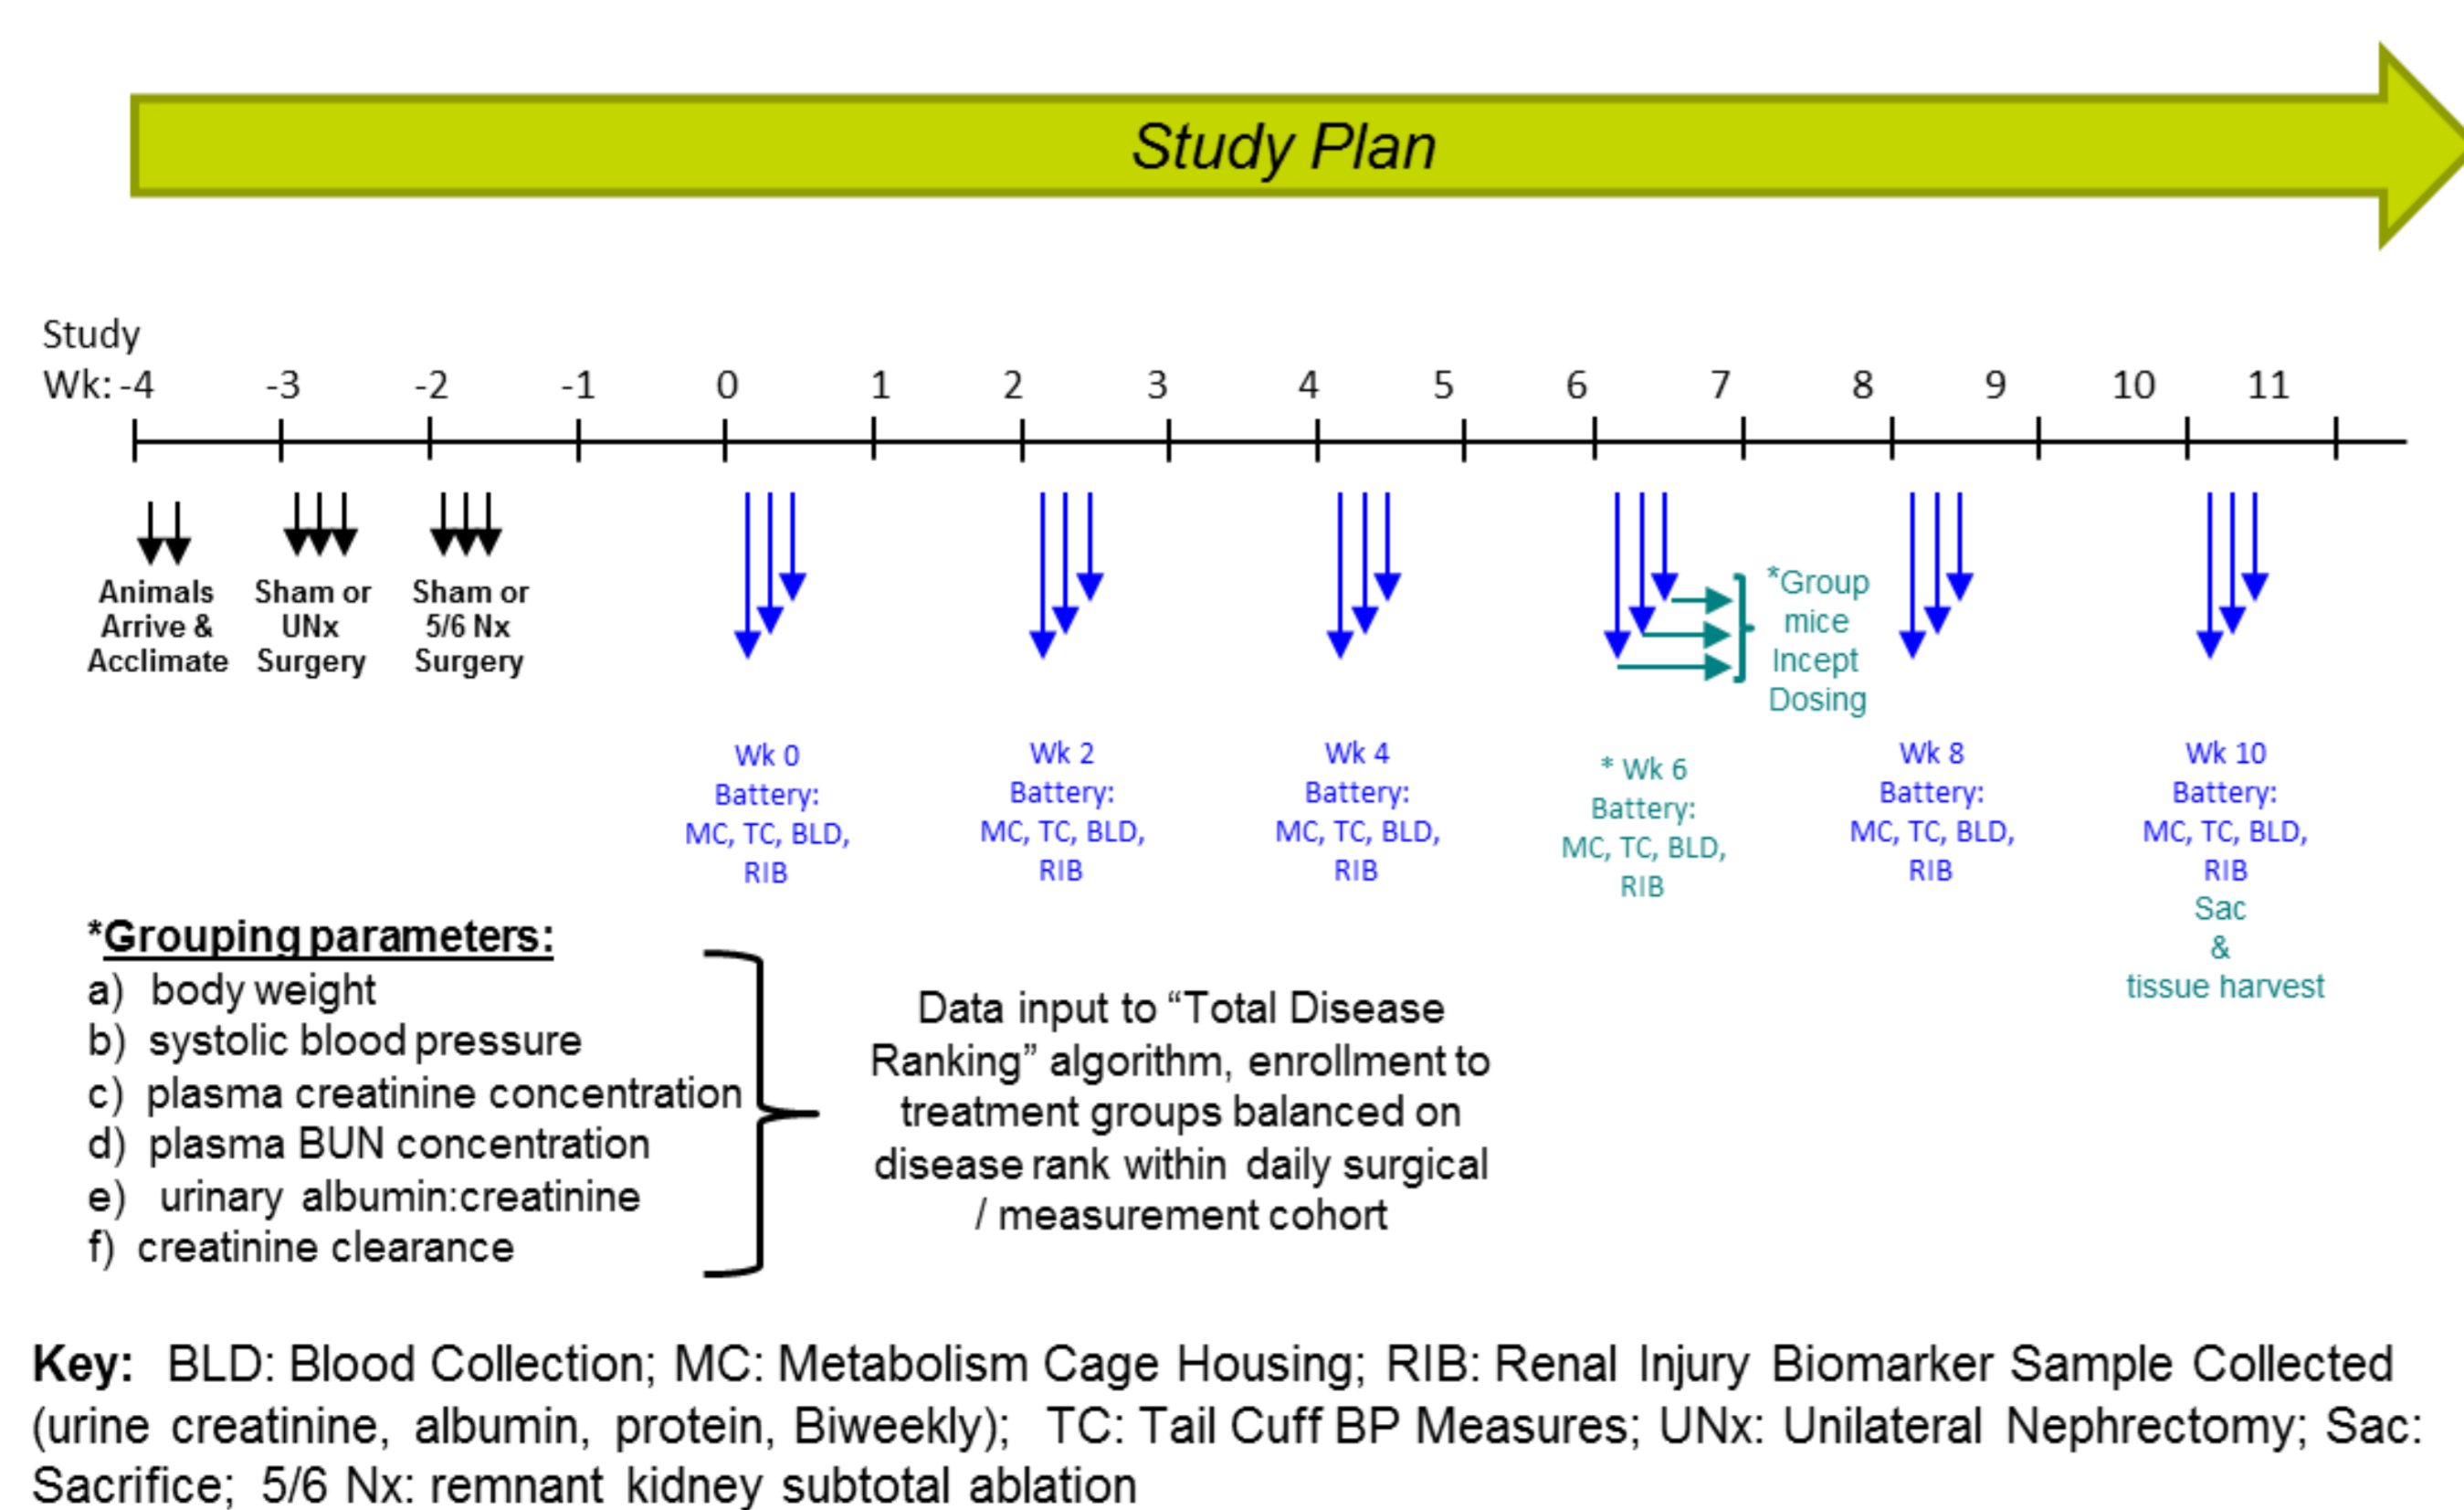 Study Plan
Study
Wk: -4 -3 -2 -1 0 1 2 3 4 5 6 7 8 9 10 11
Animals
Arrive &
Acclimate
Sham or
UNx
Surgery
Sham or
5/6 Nx
Surgery
*Group
mice
Incept
Dosing
Wk 0
Battery:
MC, TC, BLD,
RIB
Wk 2
Battery:
MC, TC, BLD,
RIB
Wk 4
Battery:
MC, TC, BLD,
RIB
* Wk 6
Battery:
MC, TC, BLD,
RIB
Wk 8
Battery:
MC, TC, BLD,
RIB
Wk 10
Battery:
MC, TC, BLD,
RIB
Sac
&
tissue harvest
*Grouping parameters:
a) body weight
b) systolic blood pressure
c) plasma creatinine concentration
d) plasma BUN concentration
e) urinary albumin:creatinine
f) creatinine clearance
Data input to “Total Disease
Ranking” algorithm, enrollment to
treatment groups balanced on
disease rank within daily surgical
/ measurement cohort
Key: BLD: Blood Collection; MC: Metabolism Cage Housing; RIB: Renal Injury Biomarker Sample Collected
(urine creatinine, albumin, protein, Biweekly); TC: Tail Cuff BP Measures; UNx: Unilateral Nephrectomy; Sac:
Sacrifice; 5/6 Nx: remnant kidney subtotal ablation